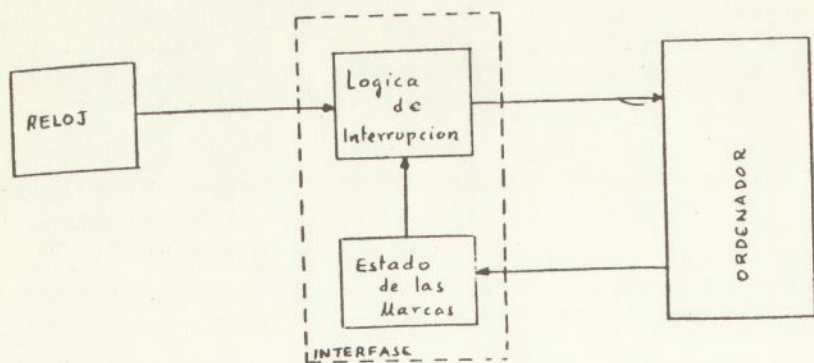 RELOJ
Logica
de
Interrupcion
Estado
de las
Marcas
INTERFASE
ORDENADOR